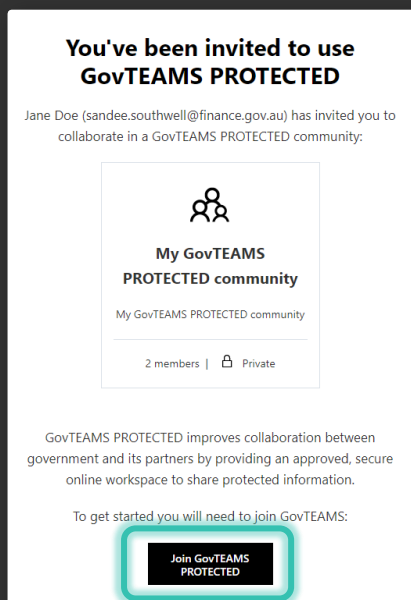 You've been invited to use
GovTEAMS PROTECTED
Jane Doe (sandee.southwell@finance.gov.au) has invited you to
collaborate in a GovTEAMS PROTECTED community:
My GovTEAMS
PROTECTED community
My GovTEAMS PROTECTED community
2 members | Private
GovTEAMS PROTECTED improves collaboration between
government and its partners by providing an approved, secure
online workspace to share protected information.
To get started you will need to join GovTEAMS:
Join GovTEAMS
PROTECTED